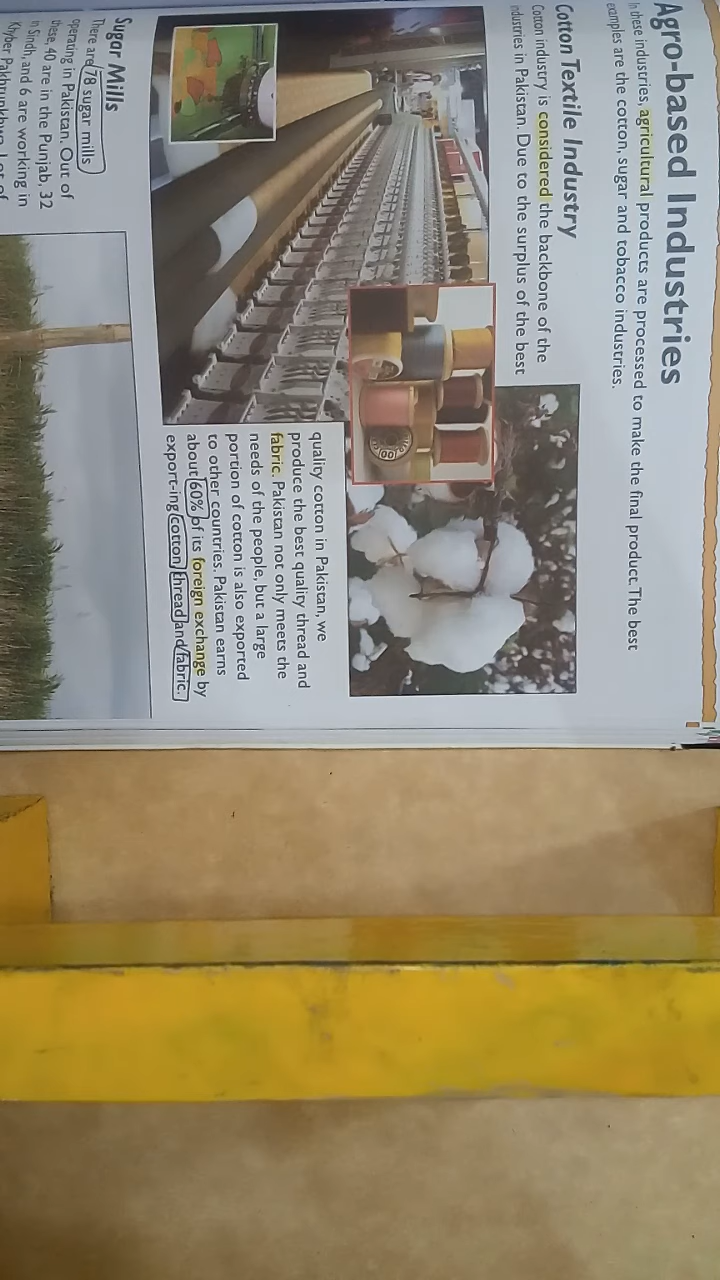 Agro-based Industries
In these industries, agricultural products are processed to make the final product. The best
examples are the cotton, sugar and tobacco industries.
Cotton Textile Industry
Cotton industry is considered the backbone of the
industries in Pakistan. Due to the surplus of the best
quality cotton in Pakistan, we
produce the best quality thread and
fabric. Pakistan not only meets the
needs of the people, but a large
portion of cotton is also exported
to other countries. Pakistan earns
about 60% of its foreign exchange by
export-ing cotton thread and fabric.
Sugar Mills
There are 78 sugar mills
operating in Pakistan. Out of
these, 40 are in the Punjab, 32
in Sindh, and 6 are working in
Khyber Pakhtunkhwa. Lot of